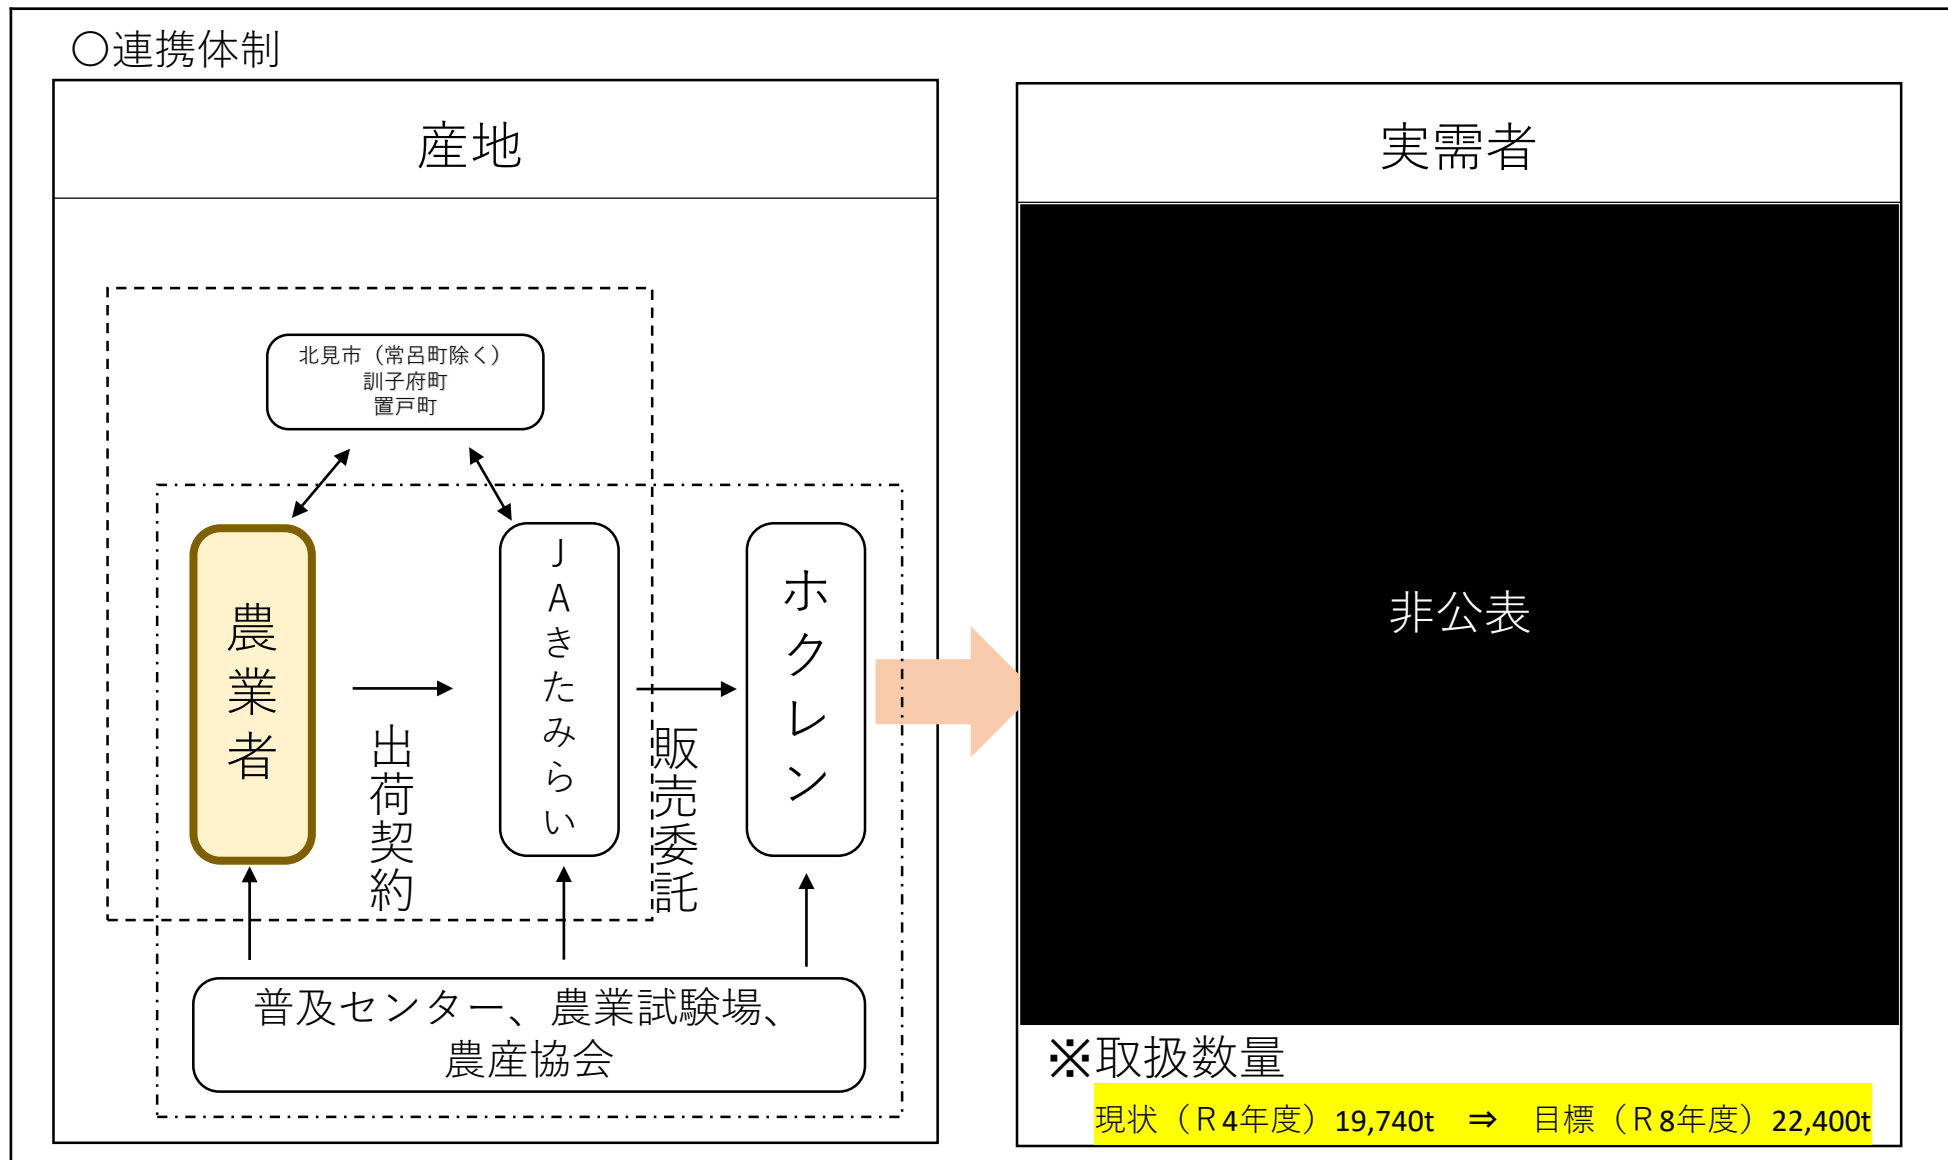 〇連携体制
産地
北見市（常呂町除く）
訓子府町
置戸町
農業者
出荷契約
ＪＡきたみらい
販売委託
ホクレン
普及センター、農業試験場、
農産協会
実需者
非公表
※取扱数量
現状（Ｒ4年度）19,740t　⇒　目標（Ｒ8年度）22,400t